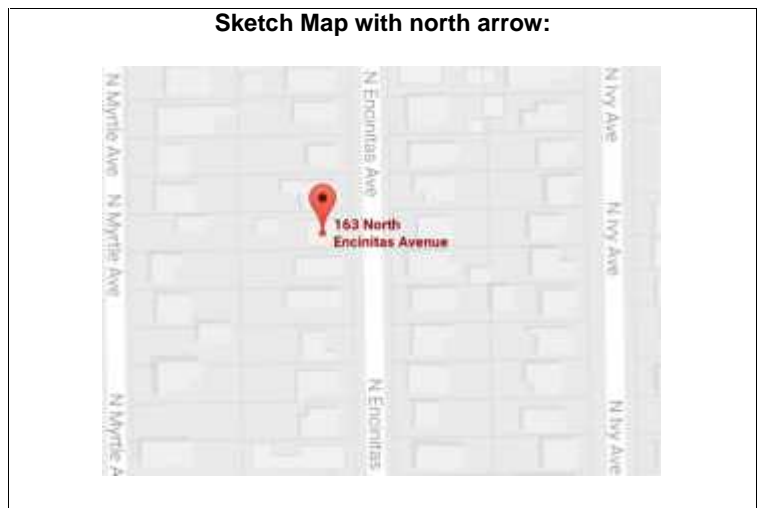 Sketch Map with north arrow:
N Myrtle Ave
N Encinitas Ave
N Ivy Ave
N Myrtle Ave
N Ivy Ave
163 North
Encinitas Avenue
N Myrtle A
N Encinitas
N Ivy Ave